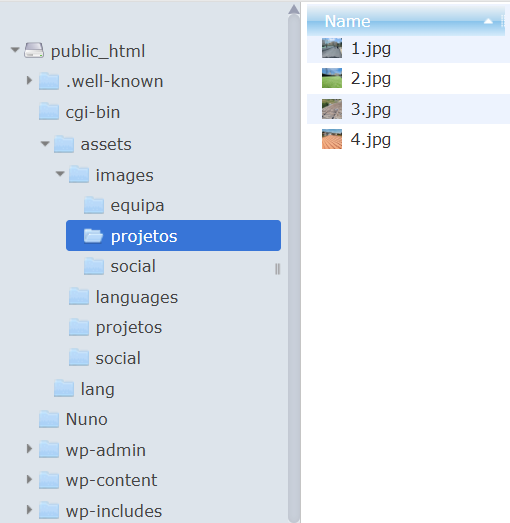 public_html
.well-known
cgi-bin
assets
images
equipa
projetos
social
languages
projetos
social
lang
Nuno
wp-admin
wp-content
wp-includes
Name
1.jpg
2.jpg
3.jpg
4.jpg